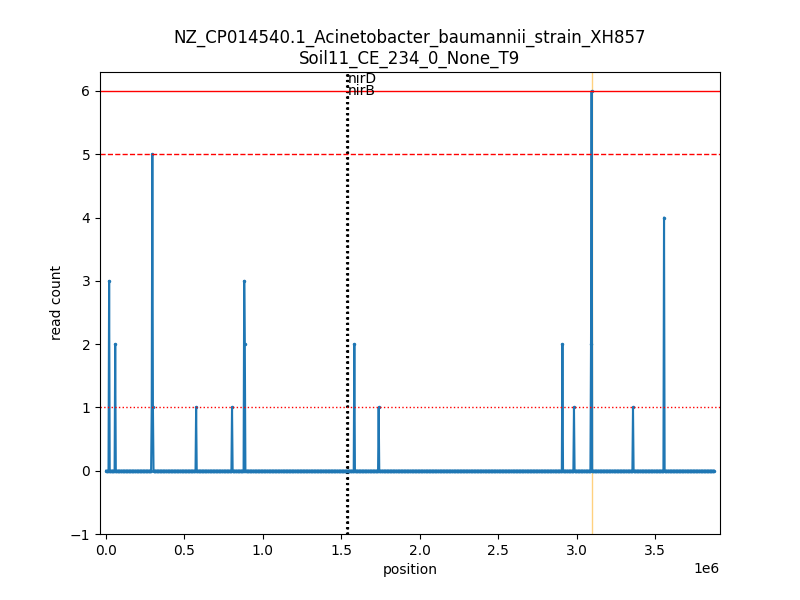 NZ_CP014540.1_Acinetobacter_baumannii_strain_XH857
Soil11_CE_234_0_None_T9
nirD
nirB
6
5
4
3
2
1
0
−1
read count
0.0 0.5 1.0 1.5 2.0 2.5 3.0 3.5
1e6
position